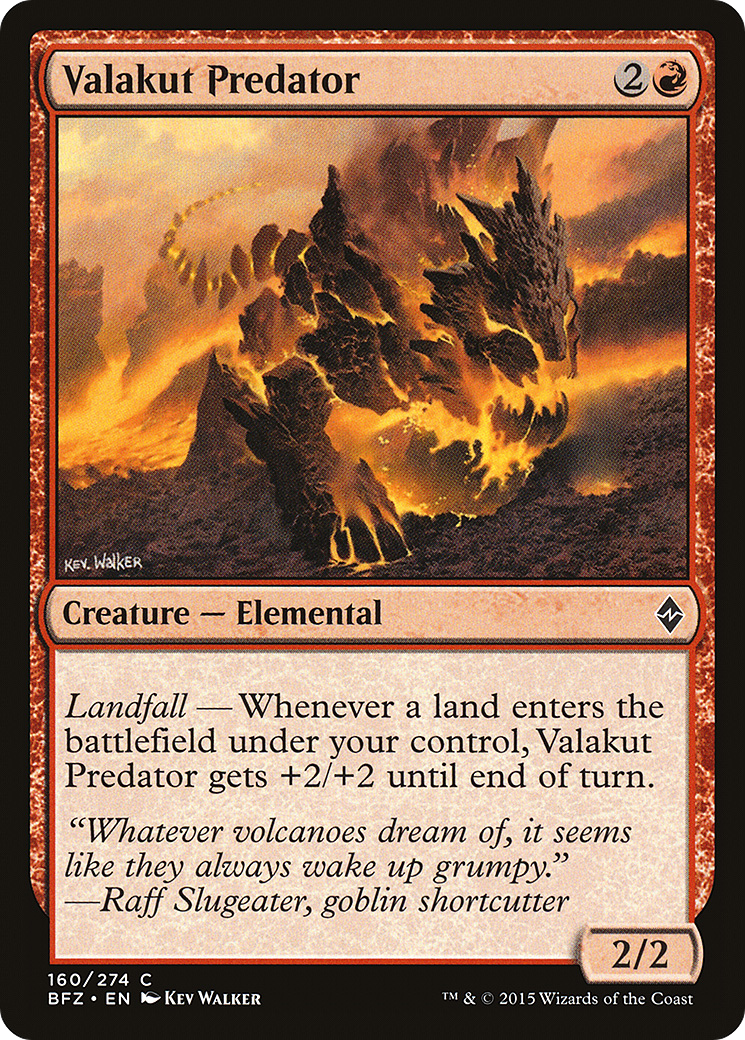 Valakut Predator 2
KEV. WALKER
Creature — Elemental
Landfall — Whenever a land enters the
battlefield under your control, Valakut
Predator gets +2/+2 until end of turn.
“Whatever volcanoes dream of, it seems
like they always wake up grumpy.”
—Raff Slugeater, goblin shortcutter
2/2
160/274 C
BFZ • EN Kev Walker
™ & © 2015 Wizards of the Coast